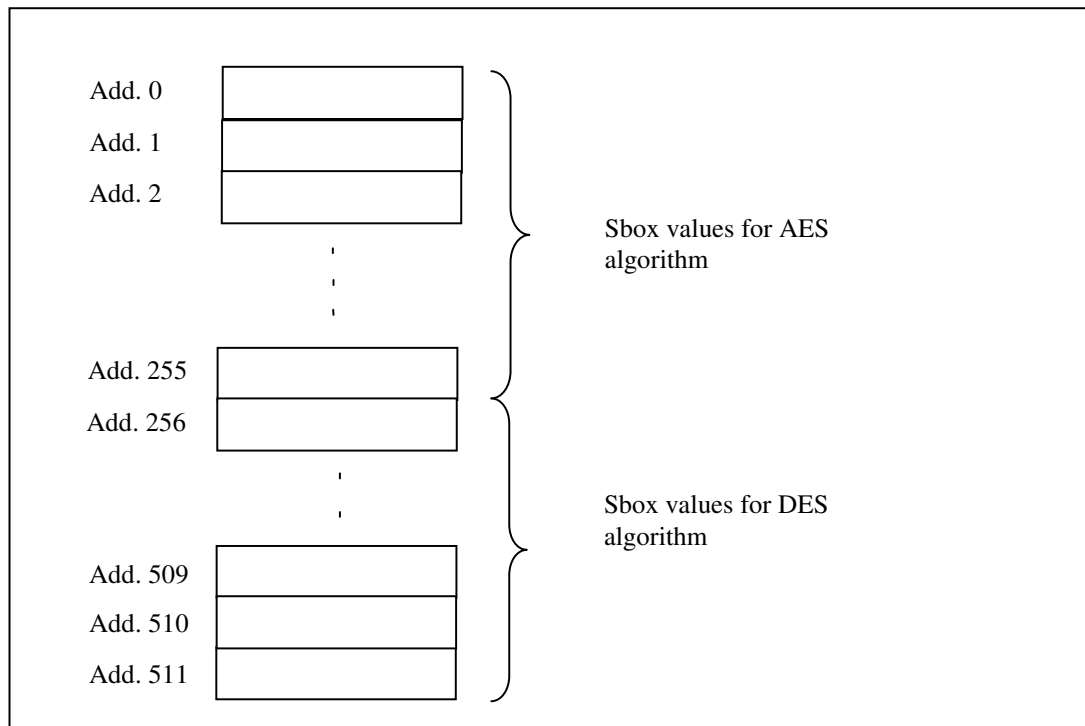 Add. 0
Add. 1
Add. 2
Sbox values for AES
algorithm
Add. 255
Add. 256
Sbox values for DES
algorithm
Add. 509
Add. 510
Add. 511